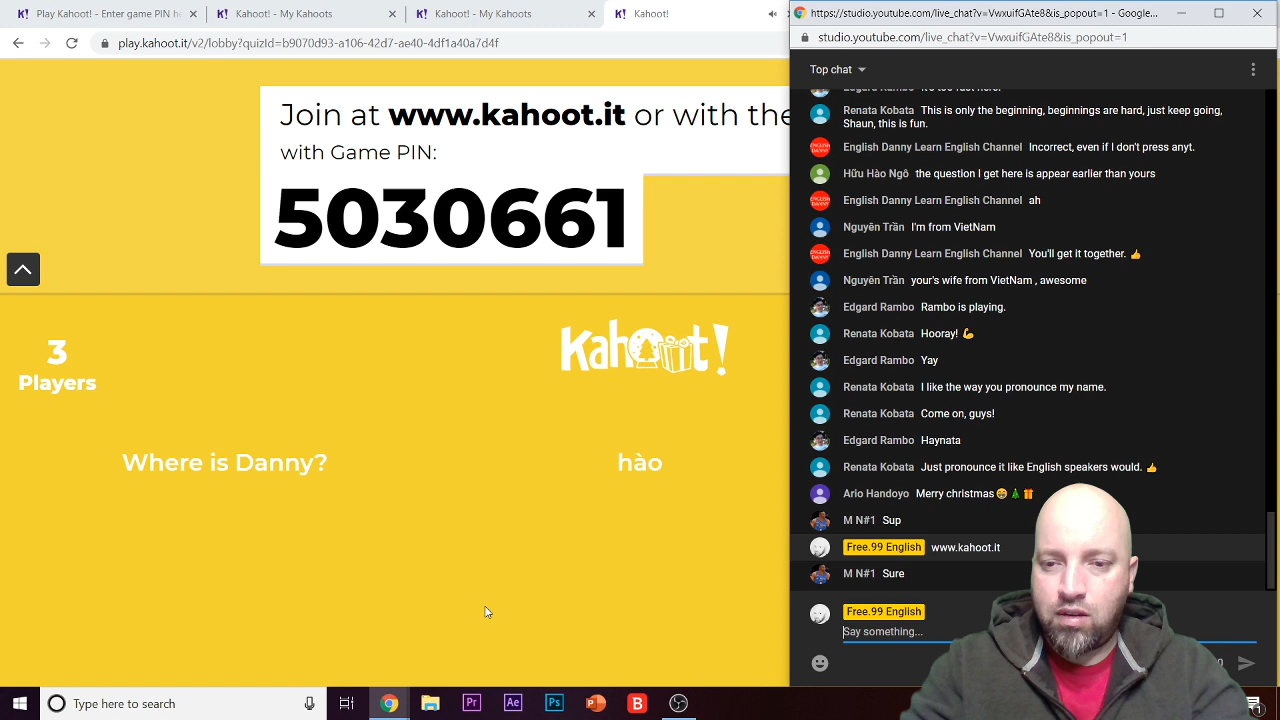 Play Kahoot! - Enter game PIN he
Kahoot! - My Kahoots
Kahoot! - My Kahoots
Kahoot!
play.kahoot.it/v2/lobby?quizId=b9070d93-a106-42d7-ae40-4df1a40a7d4f
Join at www.kahoot.it or with the
with Game PIN:
5030661
3
Players
Kahoot!
Where is Danny?
hào
Type here to search
https://studio.youtube.com/live_chat?v=VwxuifGAte8&is_popout=1 - Google...
studio.youtube.com/live_chat?v=VwxuifGAte8&is_popout=1
Top chat
Renata Kobata This is only the beginning, beginnings are hard, just keep going,
Shaun, this is fun.
English Danny Learn English Channel Incorrect, even if I don't press anyt.
Hữu Hào Ngô the question I get here is appear earlier than yours
English Danny Learn English Channel ah
Nguyên Trần I'm from VietNam
English Danny Learn English Channel You'll get it together. 👍
Nguyên Trần your's wife from VietNam , awesome
Edgard Rambo Rambo is playing.
Renata Kobata Hooray! 💪
Edgard Rambo Yay
Renata Kobata I like the way you pronounce my name.
Renata Kobata Come on, guys!
Edgard Rambo Haynata
Renata Kobata Just pronounce it like English speakers would. 👍
Ario Handoyo Merry christmas 😁🎄🎁
M N#1 Sup
Free.99 English www.kahoot.it
M N#1 Sure
Free.99 English
Say something...